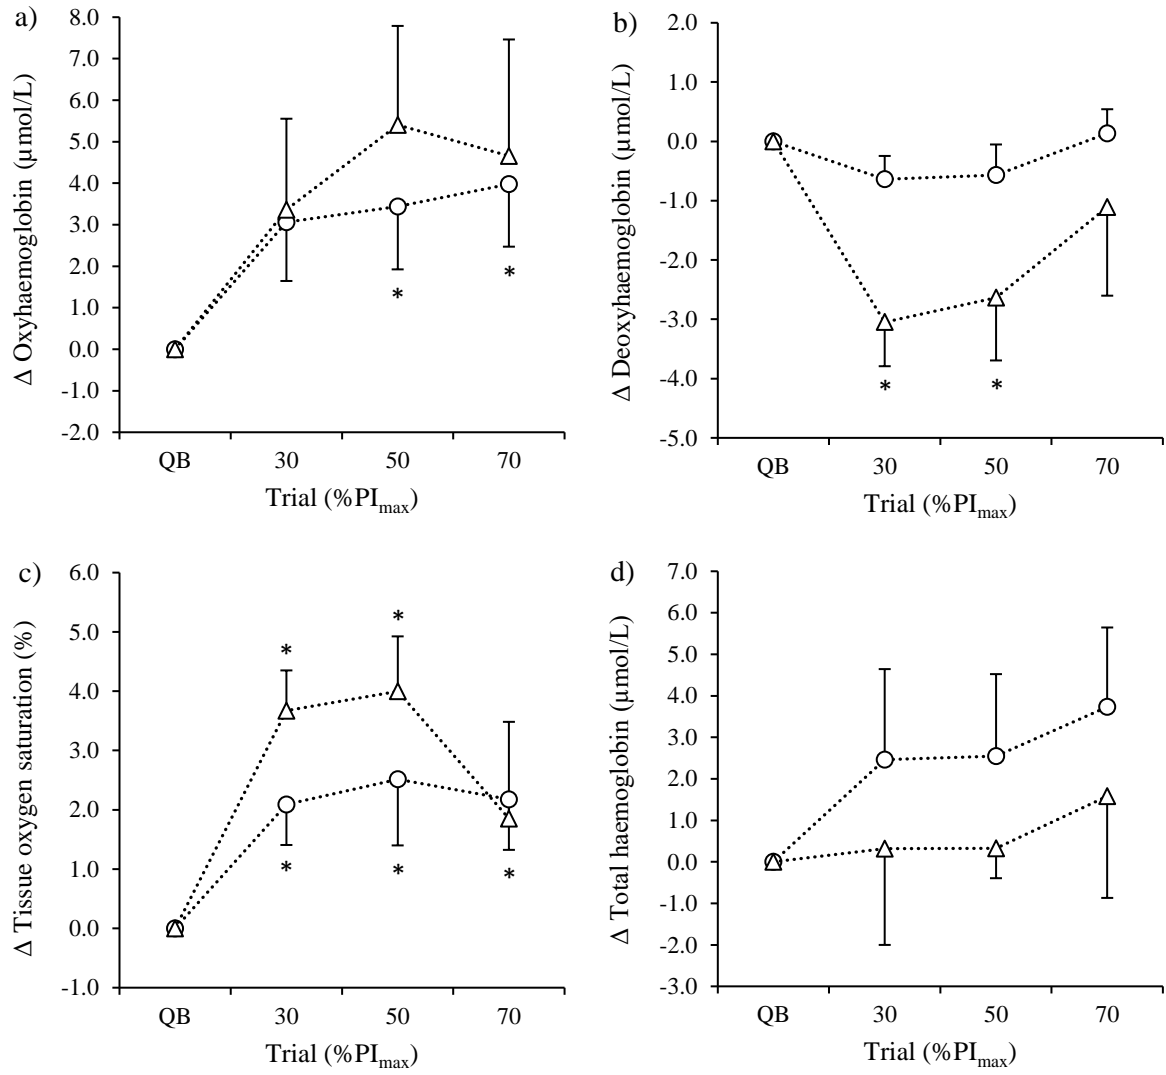 a)
Δ Oxyhaemoglobin (µmol/L)
8.0
7.0
6.0
5.0
4.0
3.0
2.0
1.0
0.0
-1.0
-2.0
* *
QB 30 50 70
Trial (%PImax)
b)
Δ Deoxyhaemoglobin (µmol/L)
2.0
1.0
0.0
-1.0
-2.0
-3.0
-4.0
-5.0
* *
QB 30 50 70
Trial (%PImax)
c)
Δ Tissue oxygen saturation (%)
6.0
5.0
4.0
3.0
2.0
1.0
0.0
-1.0
* *
* * *
QB 30 50 70
Trial (%PImax)
d)
Δ Total haemoglobin (µmol/L)
7.0
6.0
5.0
4.0
3.0
2.0
1.0
0.0
-1.0
-2.0
-3.0
QB 30 50 70
Trial (%PImax)